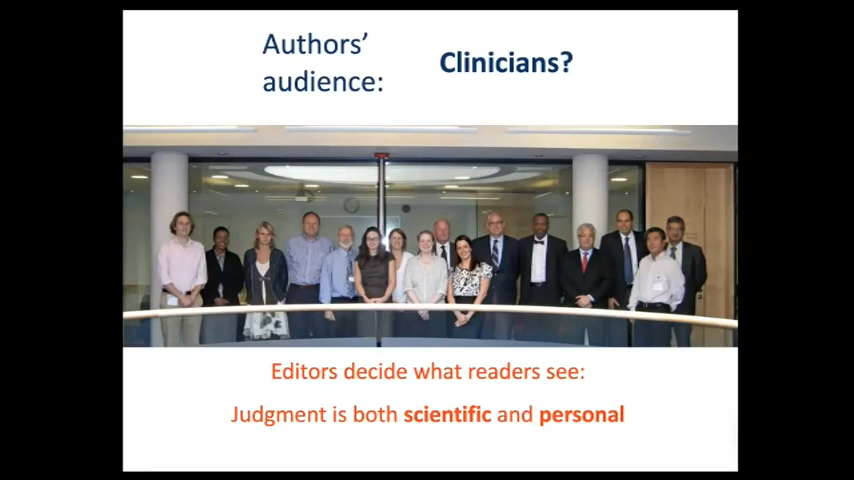 Authors’
audience:
Clinicians?
Editors decide what readers see:
Judgment is both scientific and personal